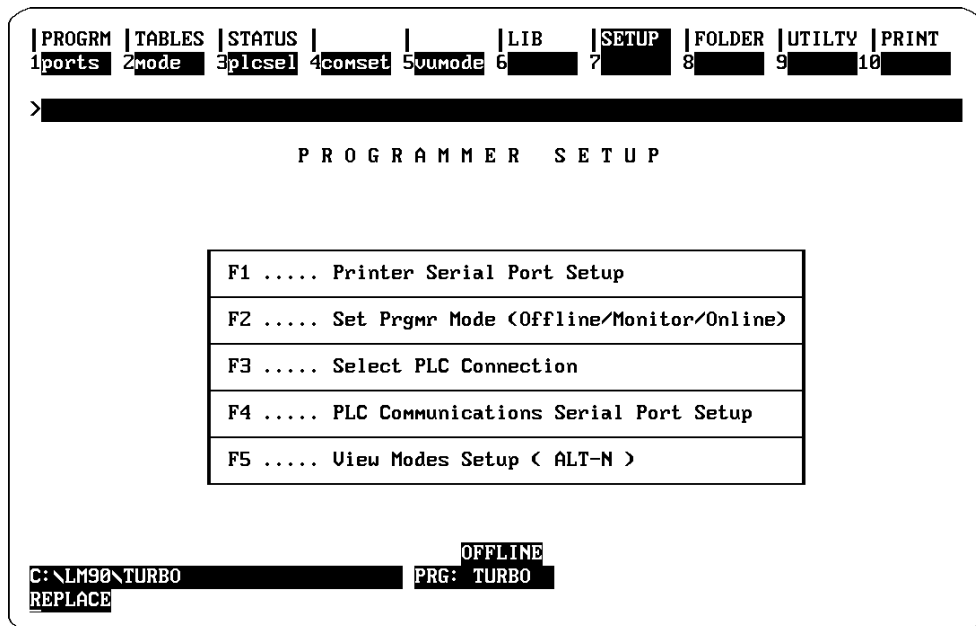 |PROGRM |TABLES |STATUS | | |LIB |SETUP |FOLDER |UTILTY |PRINT
1ports 2mode 3plcsel 4comset 5vumode 6 7 8 9 10
>
P R O G R A M M E R S E T U P
F1 ..... Printer Serial Port Setup
F2 ..... Set Prgmr Mode (Offline/Monitor/Online)
F3 ..... Select PLC Connection
F4 ..... PLC Communications Serial Port Setup
F5 ..... View Modes Setup ( ALT-N )
OFFLINE
C:\LM90\TURBO PRG: TURBO
REPLACE